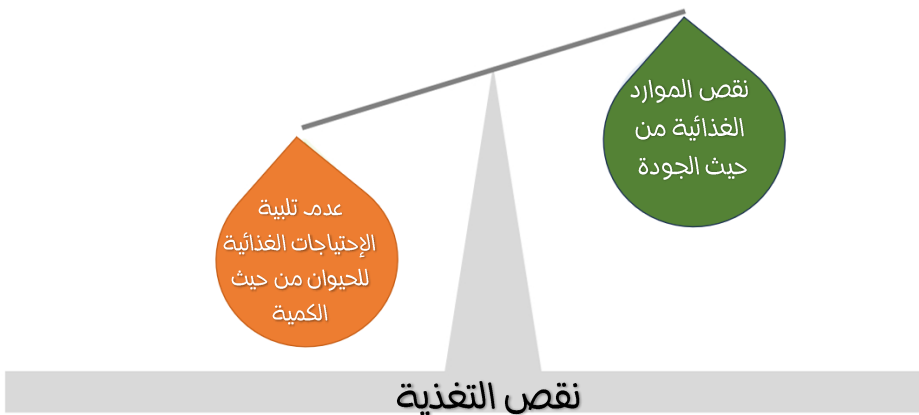 نقص الموارد
الغذائية من
حيث الجودة
عدم تلبية
الإحتياجات الغذائية
للحيوان من حيث
الكمية
نقص التغذية